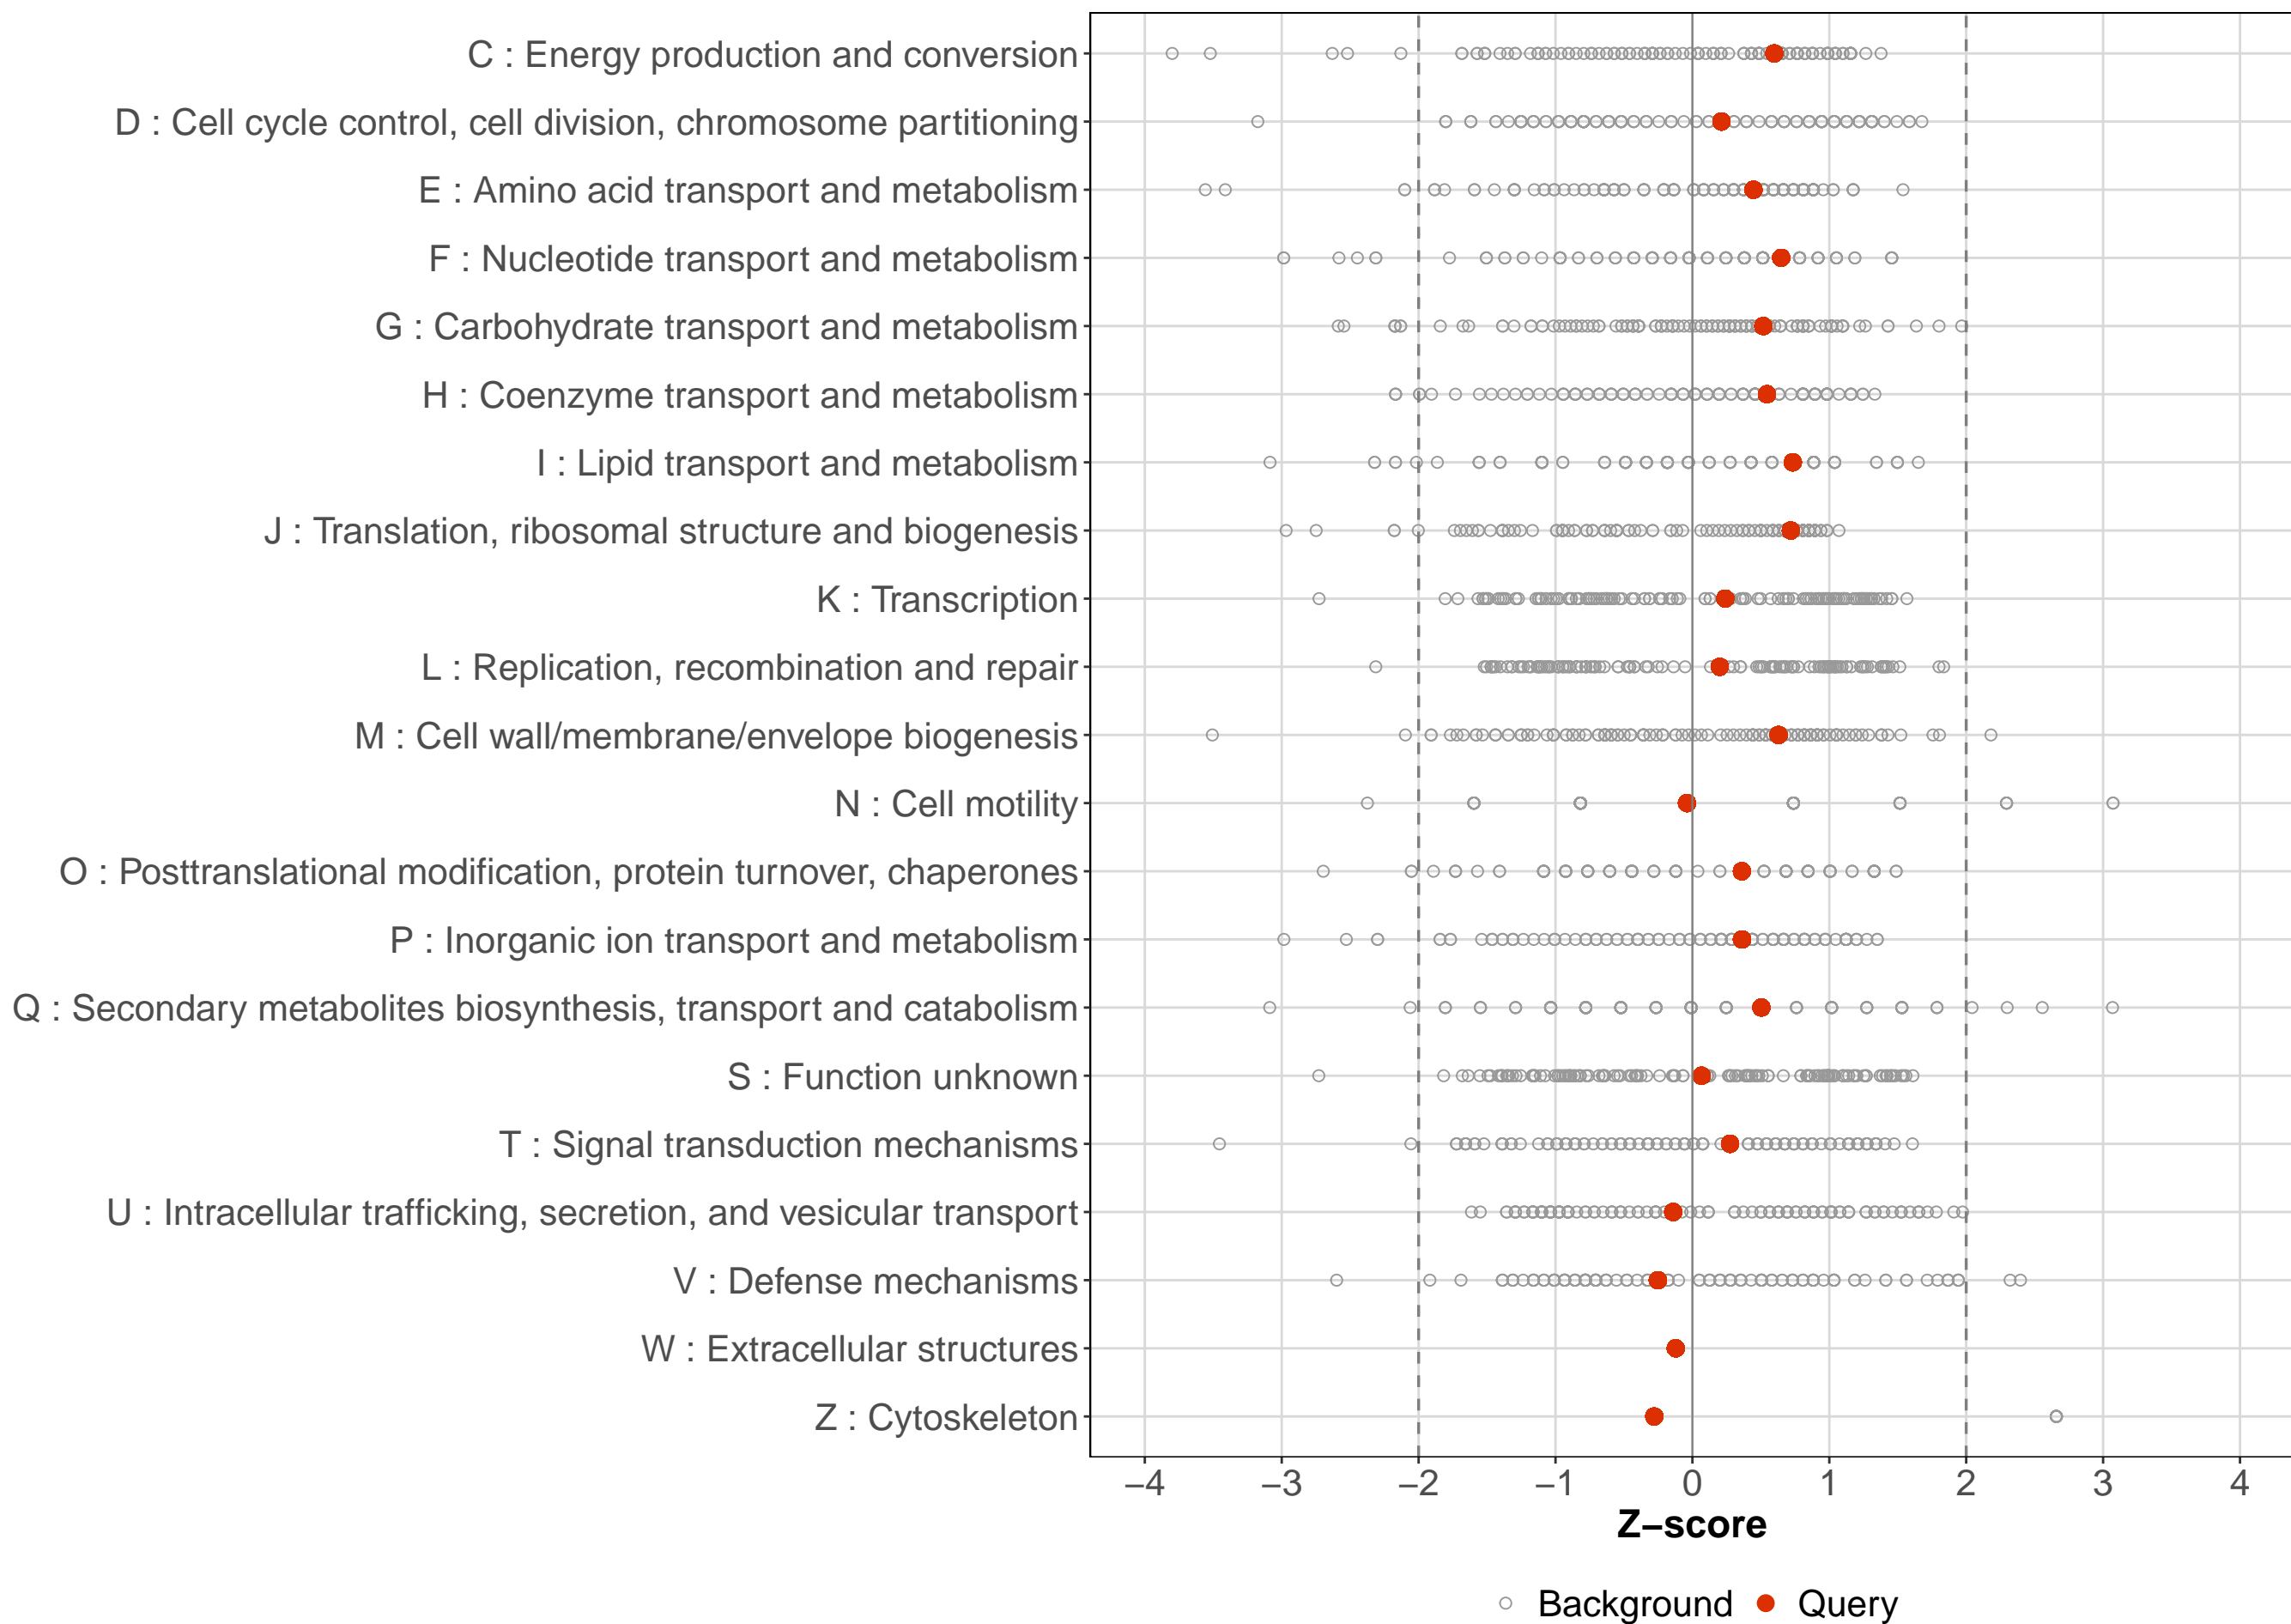 C : Energy production and conversion
D : Cell cycle control, cell division, chromosome partitioning
E : Amino acid transport and metabolism
F : Nucleotide transport and metabolism
G : Carbohydrate transport and metabolism
H : Coenzyme transport and metabolism
I : Lipid transport and metabolism
J : Translation, ribosomal structure and biogenesis
K : Transcription
L : Replication, recombination and repair
M : Cell wall/membrane/envelope biogenesis
N : Cell motility
O : Posttranslational modification, protein turnover, chaperones
P : Inorganic ion transport and metabolism
Q : Secondary metabolites biosynthesis, transport and catabolism
S : Function unknown
T : Signal transduction mechanisms
U : Intracellular trafficking, secretion, and vesicular transport
V : Defense mechanisms
W : Extracellular structures
Z : Cytoskeleton
−4 −3 −2 −1 0 1 2 3 4
Z−score
Background Query